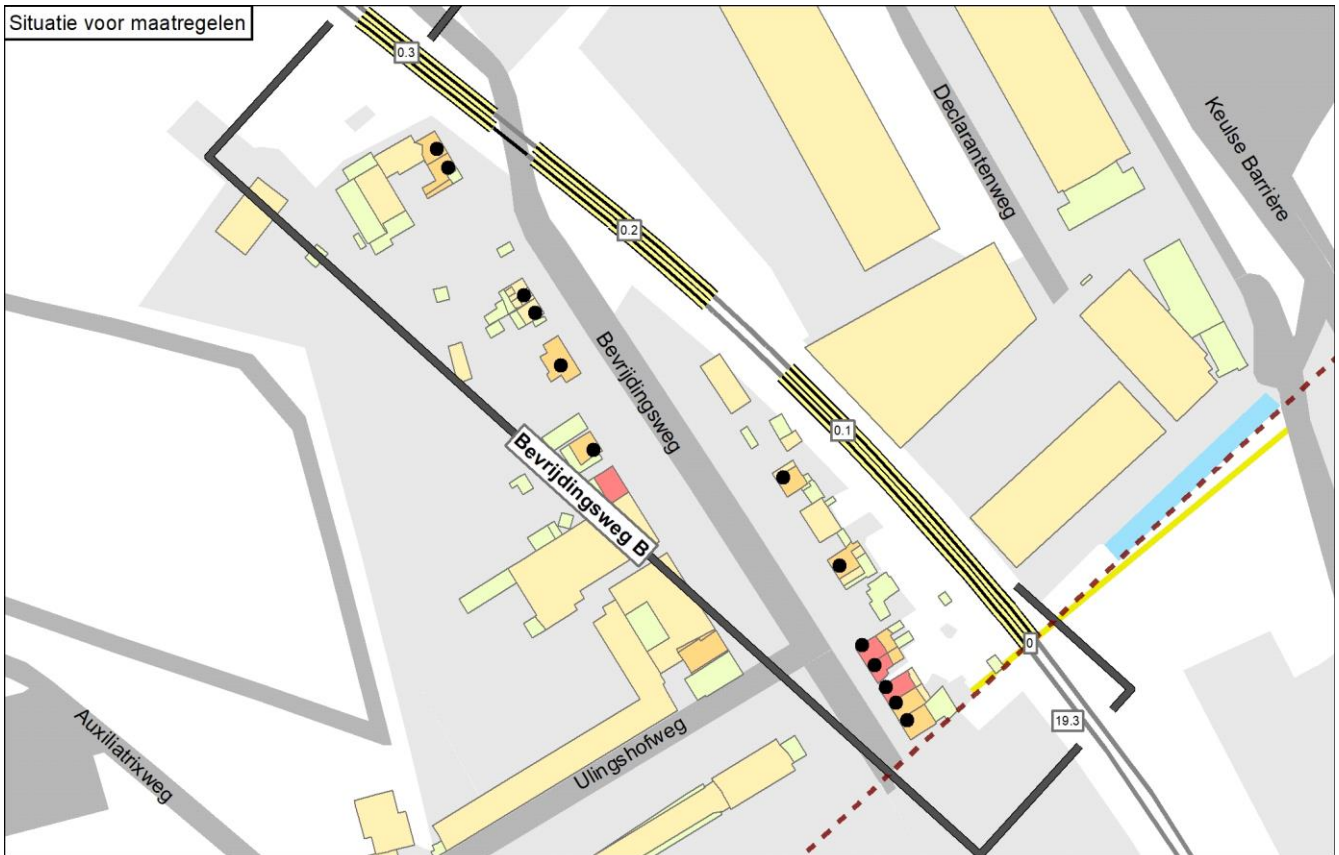 Situatie voor maatregelen
0.3
Declarantenweg
Keulse Barrière
0.2
Bevrijdingsweg
0.1
Bevrijdingsweg B
0
19.3
Ulingshofweg
Auxiliatrixweg